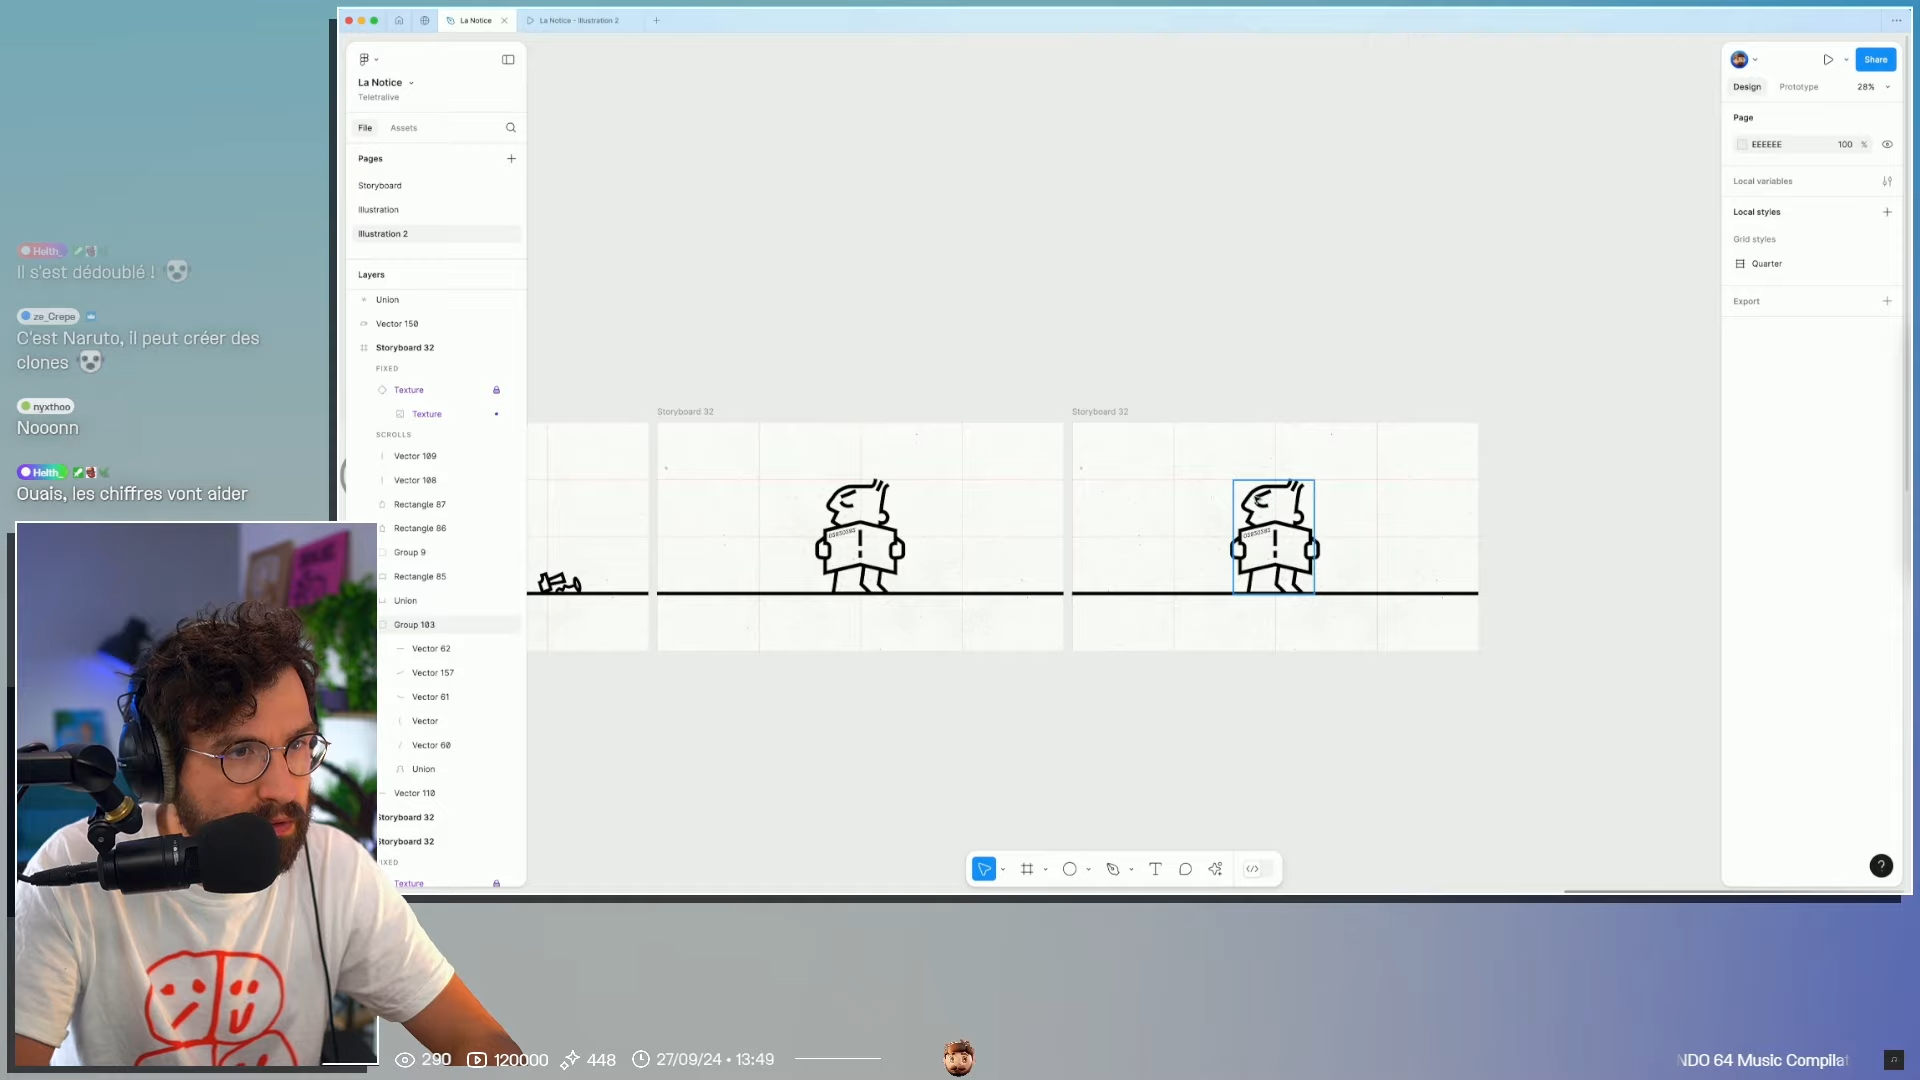 La Notice
La Notice - Illustration 2
La Notice
Teletralive
File
Assets
Pages
Storyboard
Illustration
Illustration 2
Layers
Union
Vector 150
Storyboard 32
FIXED
Texture
Texture
SCROLLS
Vector 109
Vector 108
Rectangle 87
Rectangle 86
Group 9
Rectangle 85
Union
Group 103
Vector 62
Vector 157
Vector 61
Vector
Vector 60
Union
Vector 110
Storyboard 32
Storyboard 32
FIXED
Texture
Helth_
Il s'est dédoublé !
ze_Crepe
C'est Naruto, il peut créer des
clones
nyxthoo
Nooonn
Helth_
Ouais, les chiffres vont aider
Storyboard 32
Storyboard 32
Share
Design
Prototype
28%
Page
EEEEEE
100
%
Local variables
Local styles
Grid styles
Quarter
Export
?
290
120000
448
27/09/24 • 13:49
NDO 64 Music Compilat